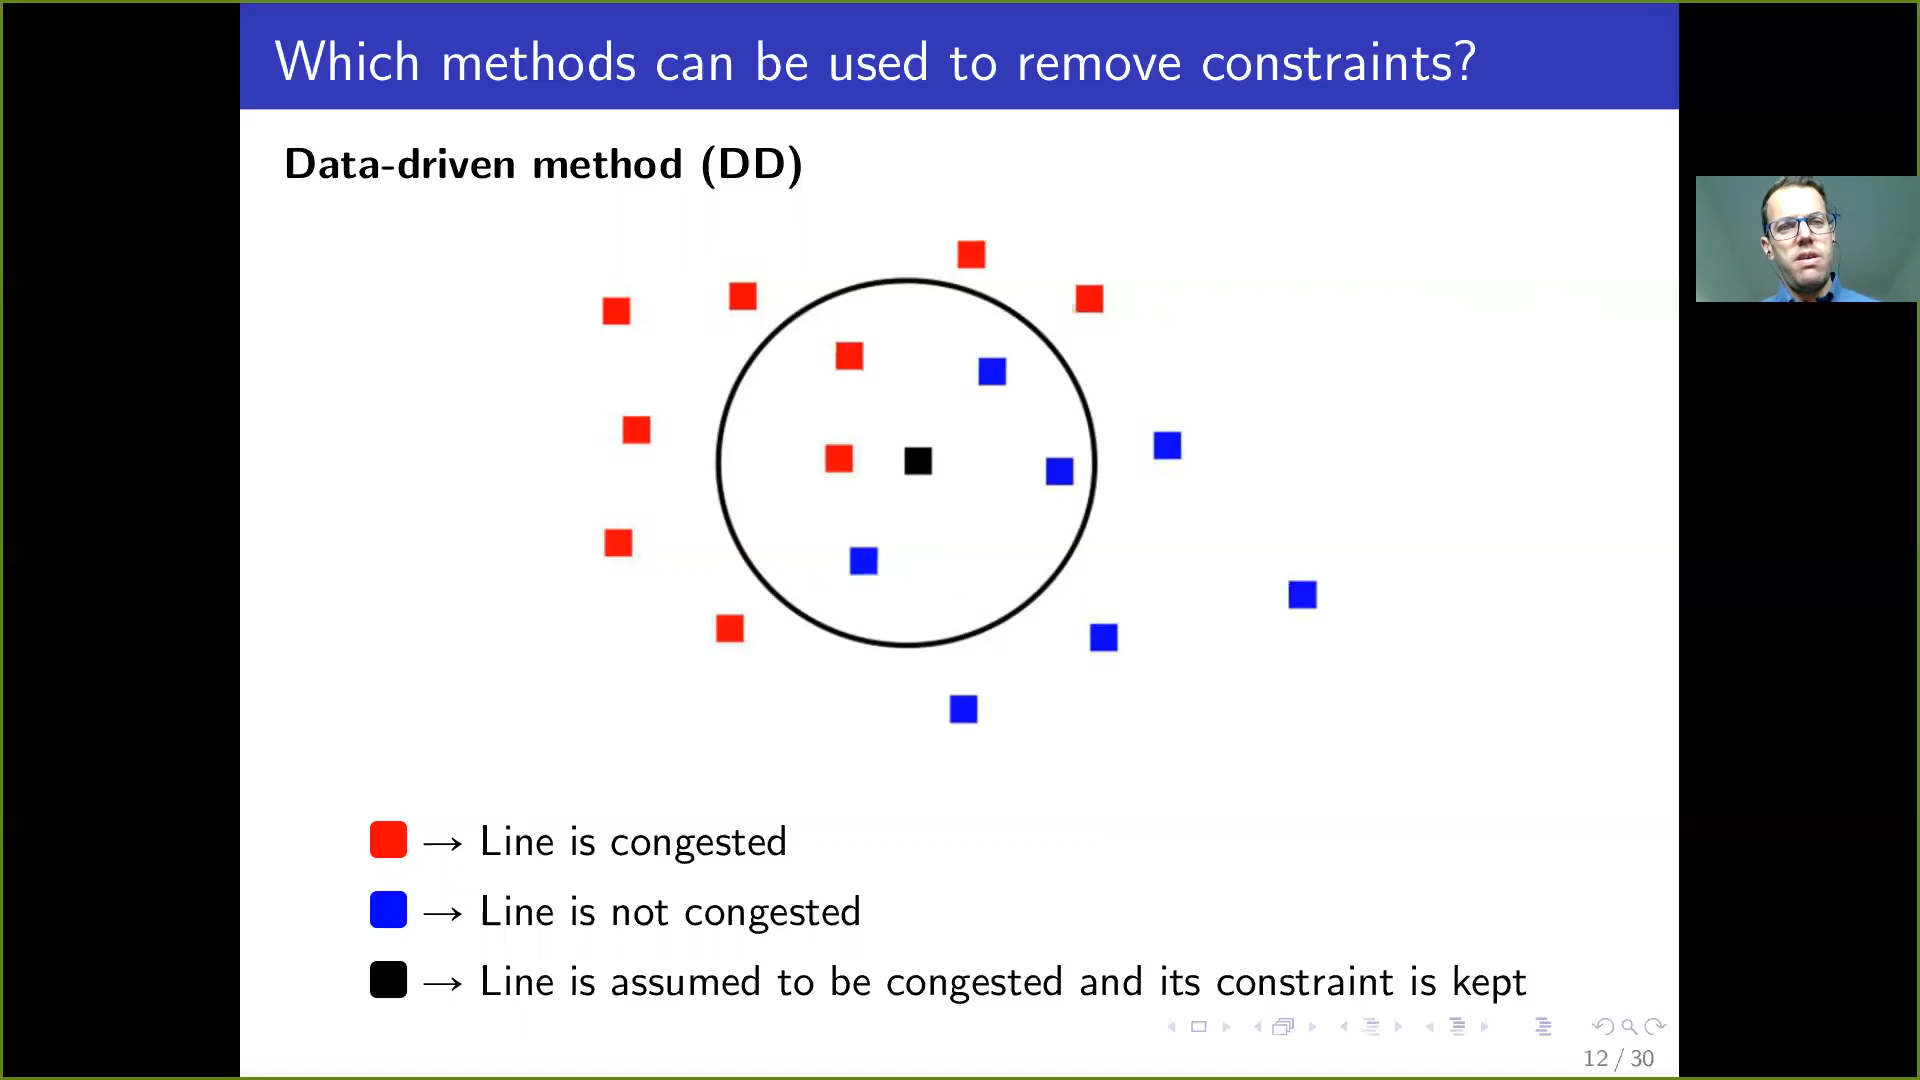 Which methods can be used to remove constraints?
Data-driven method (DD)
→ Line is congested
→ Line is not congested
→ Line is assumed to be congested and its constraint is kept
12 / 30